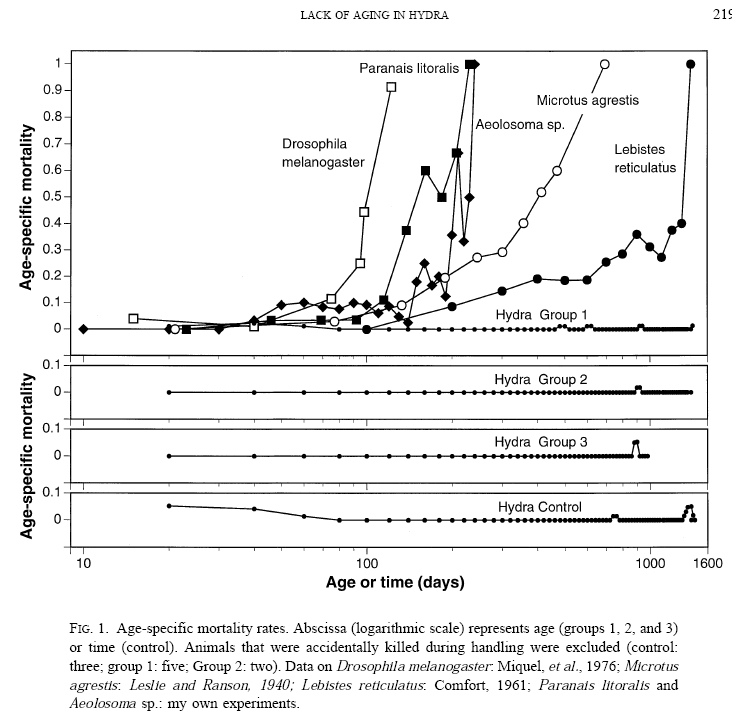 LACK OF AGING IN HYDRA
219
Age-specific mortality
1
0.9
0.8
0.7
0.6
0.5
0.4
0.3
0.2
0.1
0
Paranais litoralis
Microtus agrestis
Aeolosoma sp.
Drosophila
melanogaster
Lebistes
reticulatus
Hydra Group 1
Age-specific mortality
0.1
0
Hydra Group 2
0.1
0
Hydra Group 3
0.1
0
Hydra Control
10
100
1000
1600
Age or time (days)
FIG. 1. Age-specific mortality rates. Abscissa (logarithmic scale) represents age (groups 1, 2, and 3)
or time (control). Animals that were accidentally killed during handling were excluded (control:
three; group 1: five; Group 2: two). Data on Drosophila melanogaster: Miquel, et al., 1976; Microtus
agrestis: Leslie and Ranson, 1940; Lebistes reticulatus: Comfort, 1961; Paranais litoralis and
Aeolosoma sp.: my own experiments.